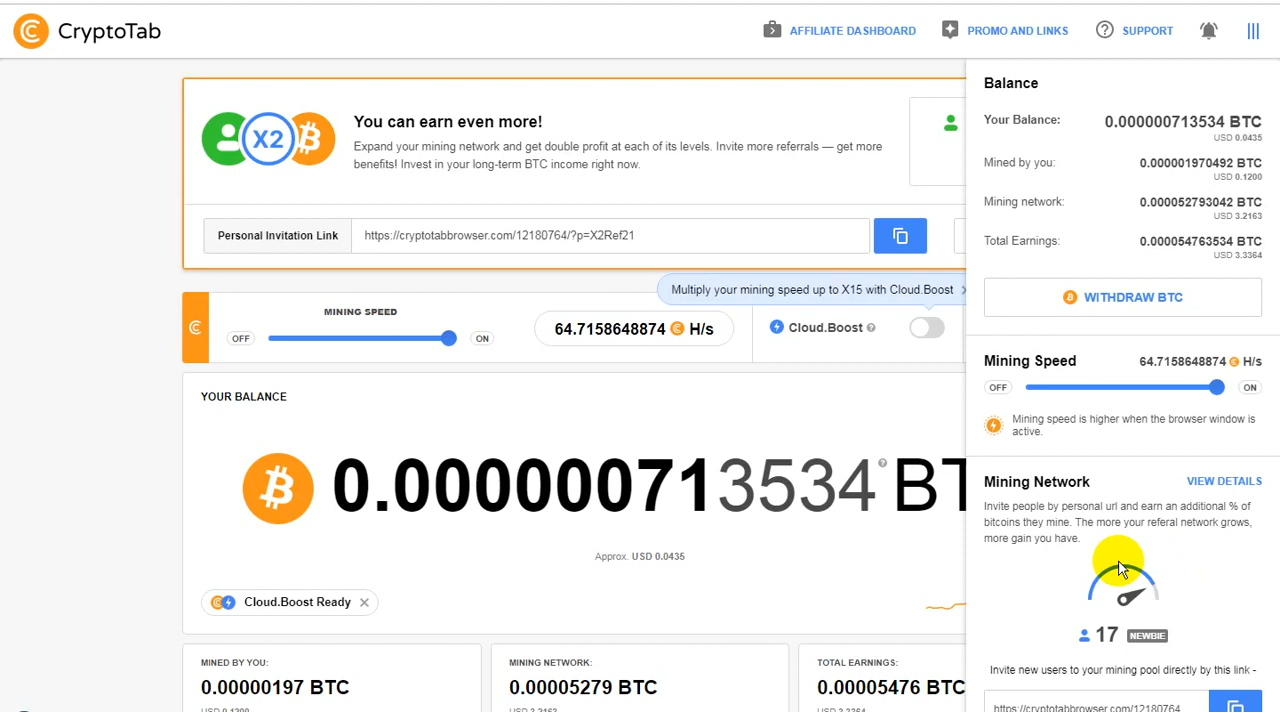 CryptoTab
AFFILIATE DASHBOARD
PROMO AND LINKS
SUPPORT
X2
You can earn even more!
Expand your mining network and get double profit at each of its levels. Invite more referrals — get more
benefits! Invest in your long-term BTC income right now.
Personal Invitation Link
https://cryptotabbrowser.com/12180764/?p=X2Ref21
Multiply your mining speed up to X15 with Cloud.Boost
MINING SPEED
OFF
ON
64.7158648874 H/s
Cloud.Boost
YOUR BALANCE
0.000000713534 BT
Approx. USD 0.0435
Cloud.Boost Ready
MINED BY YOU:
0.00000197 BTC
MINING NETWORK:
0.00005279 BTC
TOTAL EARNINGS:
0.00005476 BTC
Balance
Your Balance:
0.000000713534 BTC
USD 0.0435
Mined by you:
0.000001970492 BTC
USD 0.1200
Mining network:
0.000052793042 BTC
USD 3.2163
Total Earnings:
0.000054763534 BTC
USD 3.3364
WITHDRAW BTC
Mining Speed
64.7158648874 H/s
OFF
ON
Mining speed is higher when the browser window is
active.
Mining Network
VIEW DETAILS
Invite people by personal url and earn an additional % of
bitcoins they mine. The more your referal network grows,
more gain you have.
17 NEWBIE
Invite new users to your mining pool directly by this link -
https://cryptotabbrowser.com/12180764